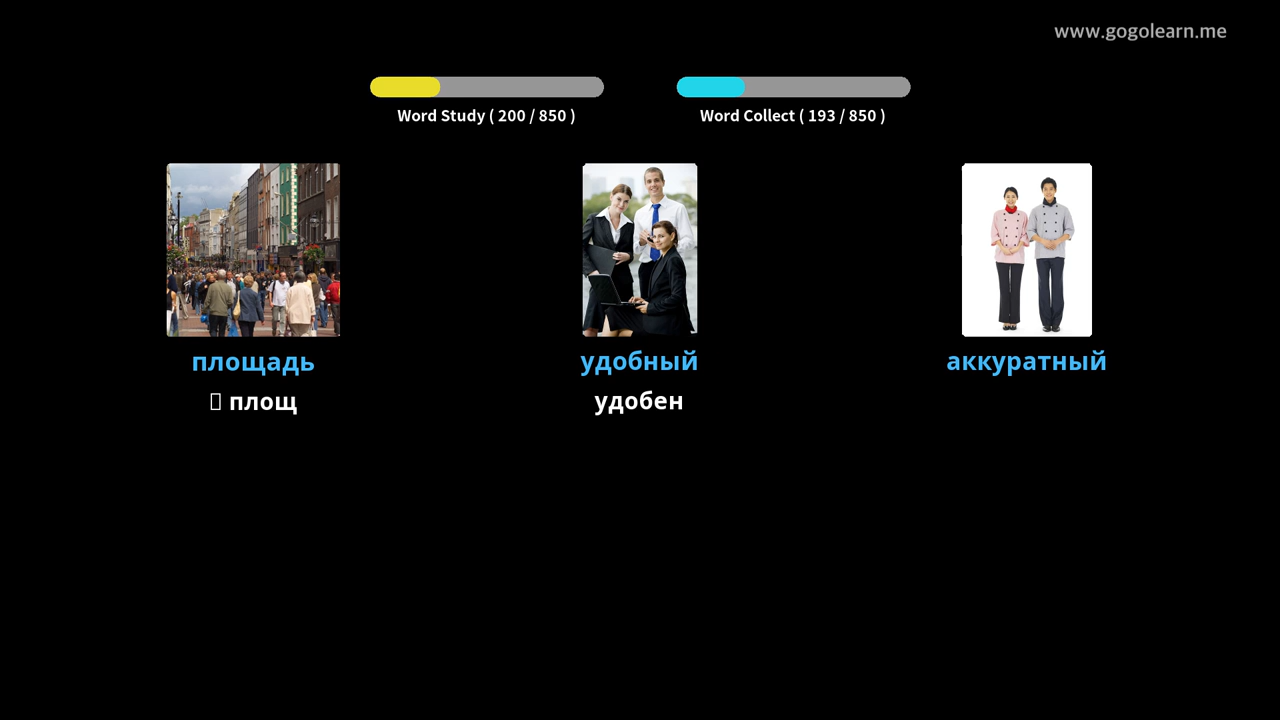 www.gogolearn.me
Word Study ( 200 / 850 )
Word Collect ( 193 / 850 )
площадь
удобный
аккуратный
▯ площ
удобен